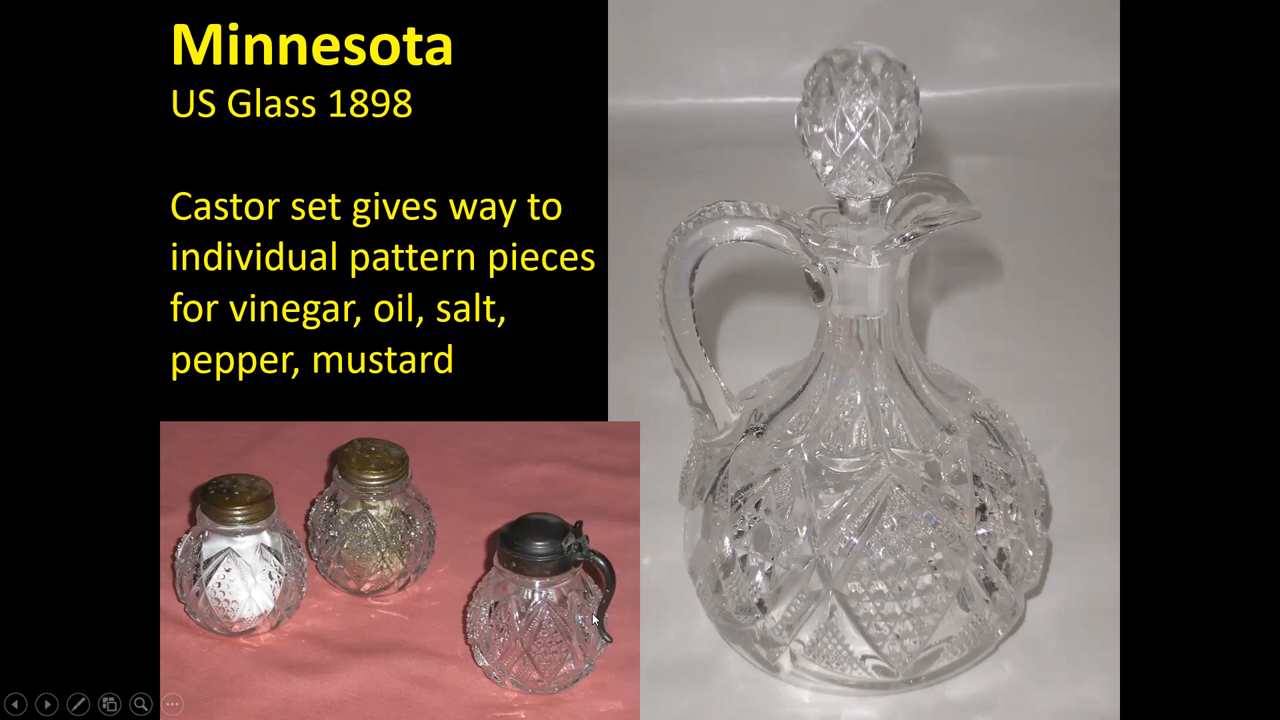 Minnesota
US Glass 1898
Castor set gives way to
individual pattern pieces
for vinegar, oil, salt,
pepper, mustard